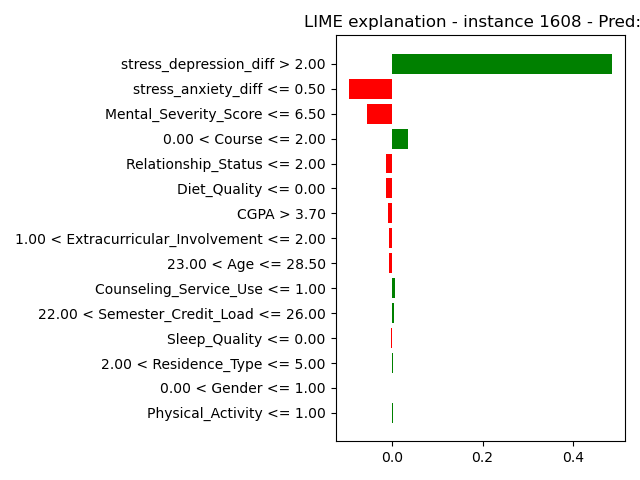 LIME explanation - instance 1608 - Pred:
stress_depression_diff > 2.00
stress_anxiety_diff <= 0.50
Mental_Severity_Score <= 6.50
0.00 < Course <= 2.00
Relationship_Status <= 2.00
Diet_Quality <= 0.00
CGPA > 3.70
1.00 < Extracurricular_Involvement <= 2.00
23.00 < Age <= 28.50
Counseling_Service_Use <= 1.00
22.00 < Semester_Credit_Load <= 26.00
Sleep_Quality <= 0.00
2.00 < Residence_Type <= 5.00
0.00 < Gender <= 1.00
Physical_Activity <= 1.00
0.0 0.2 0.4